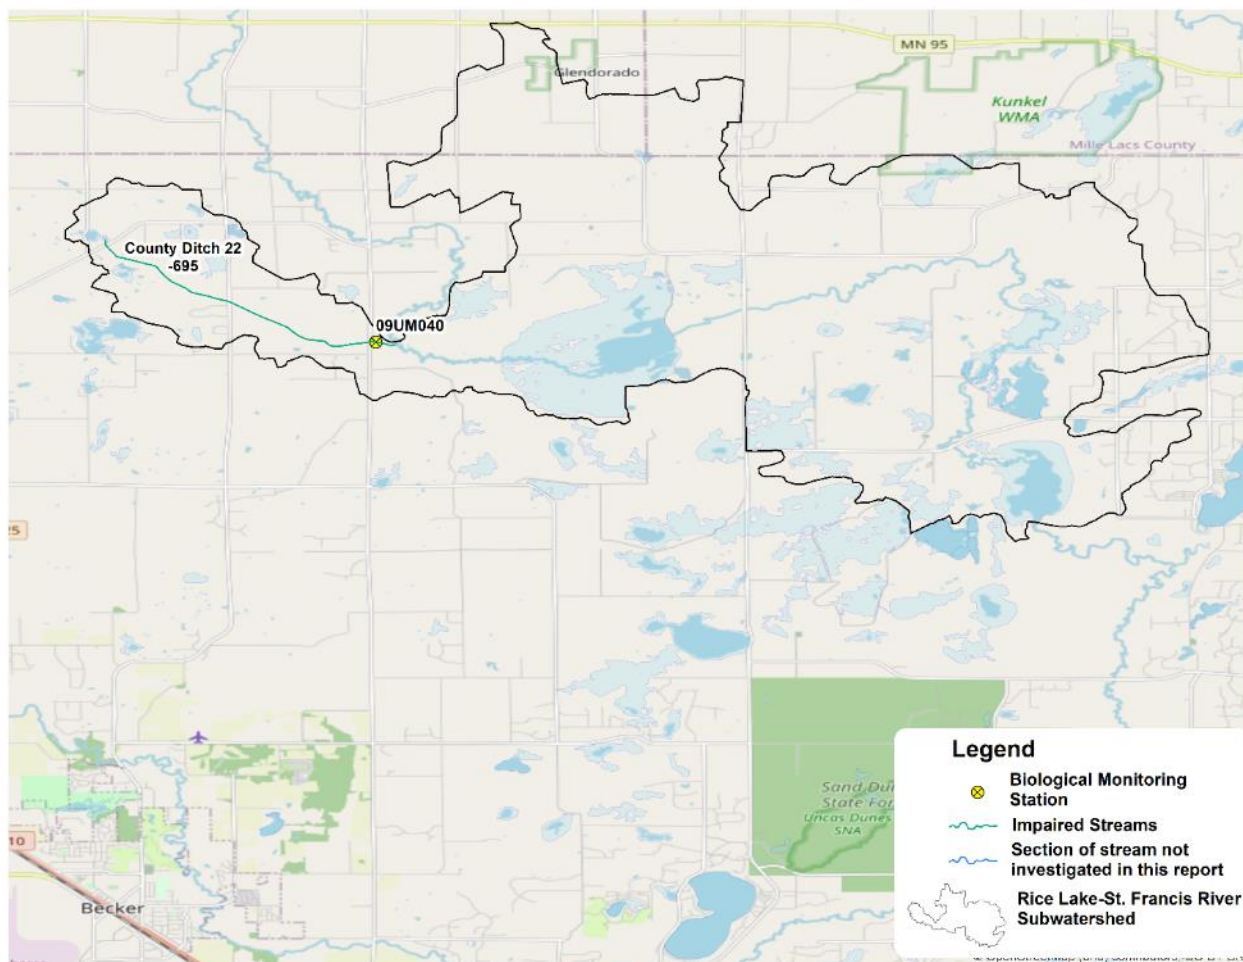 MN 95
Glendorado
Kunkel
WMA
Mille Lacs County
County Ditch 22
-695
09UM040
25
Legend
Biological Monitoring
Station
Impaired Streams
Section of stream not
investigated in this report
Rice Lake-St. Francis River
Subwatershed
Sand Du
State For
Uncas Dunes
SNA
10
Becker